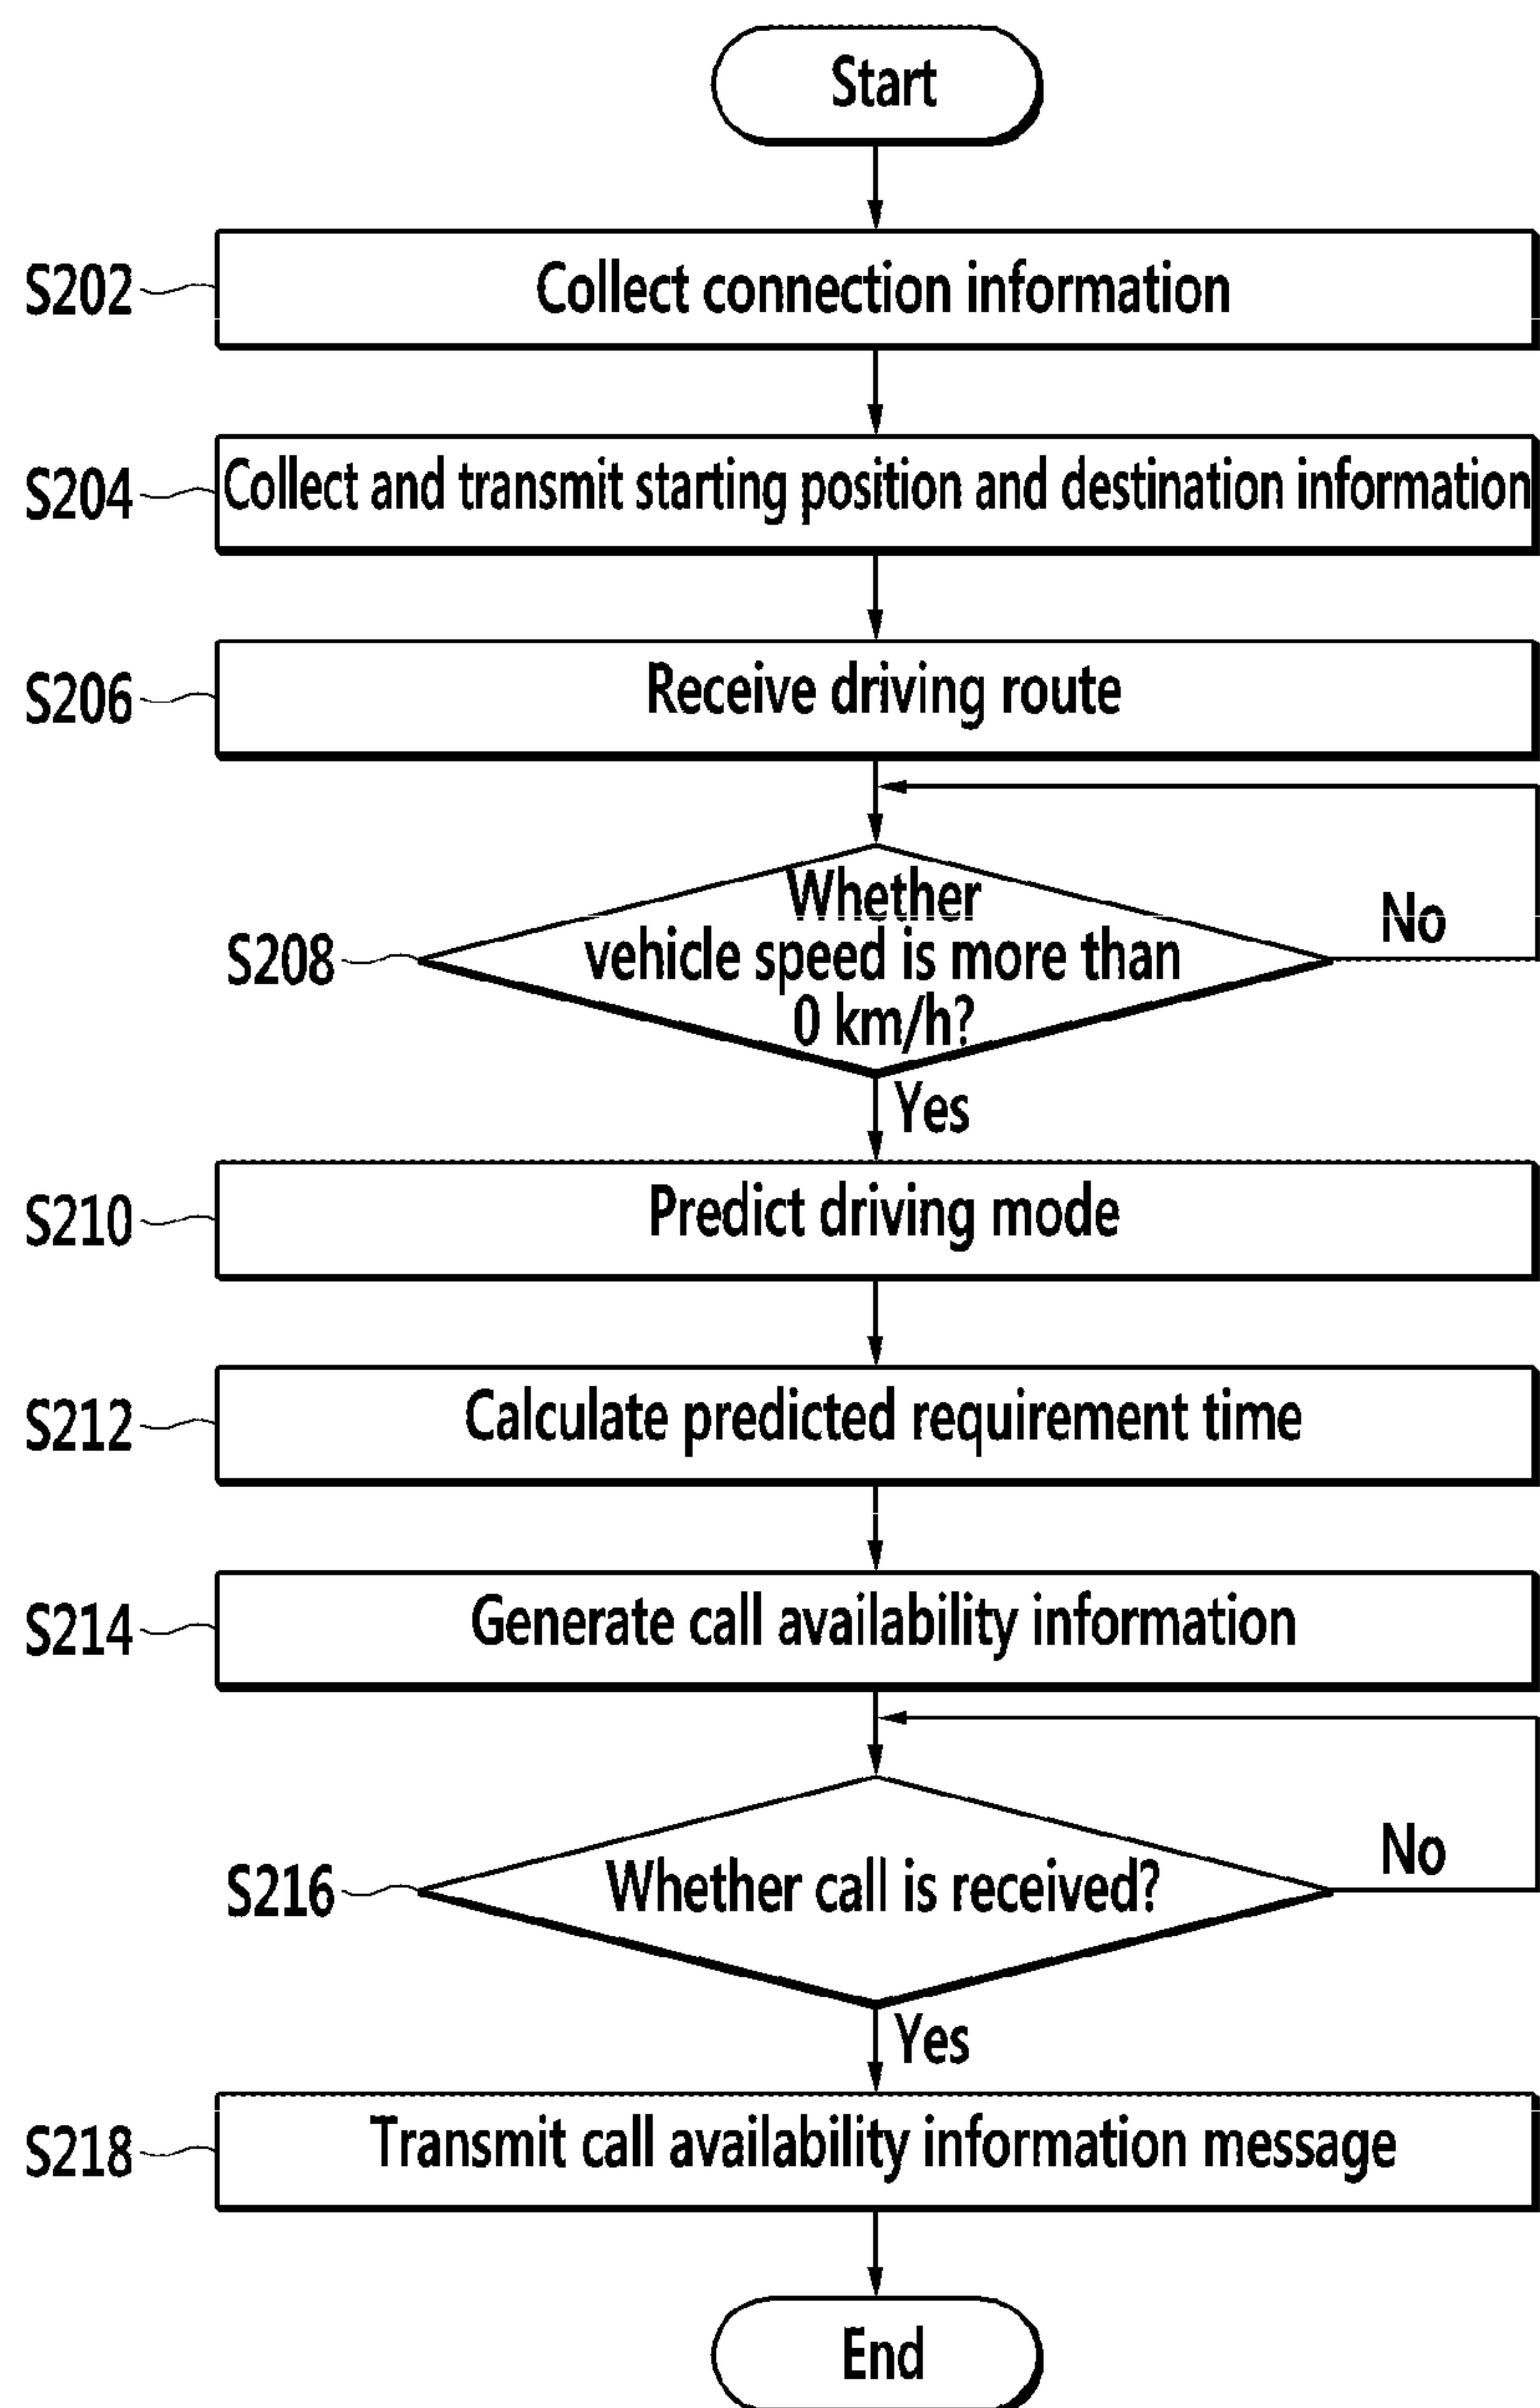 Start
S202
Collect connection information
S204
Collect and transmit starting position and destination information
S206
Receive driving route
S208
Whether
vehicle speed is more than
0 km/h?
No
Yes
S210
Predict driving mode
S212
Calculate predicted requirement time
S214
Generate call availability information
S216
Whether call is received?
No
Yes
S218
Transmit call availability information message
End